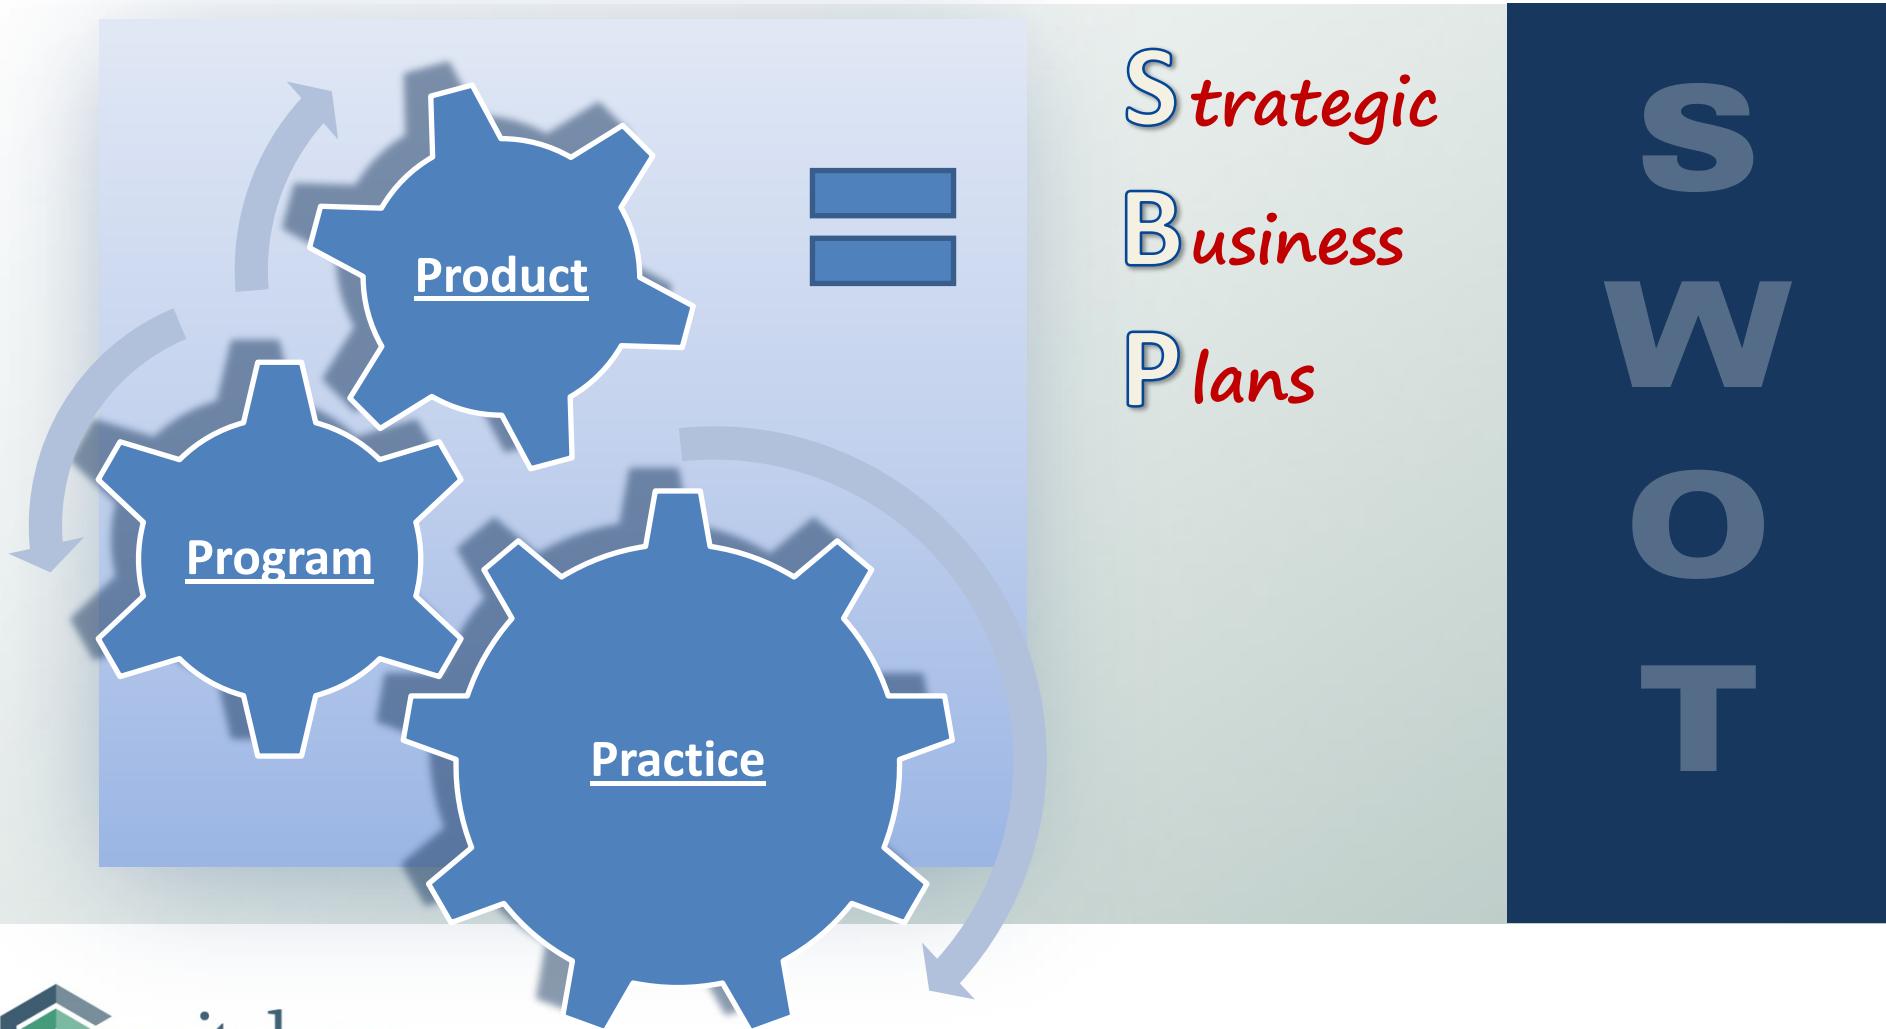 Product
Program
Practice
Strategic
Business
Plans
S
W
O
T